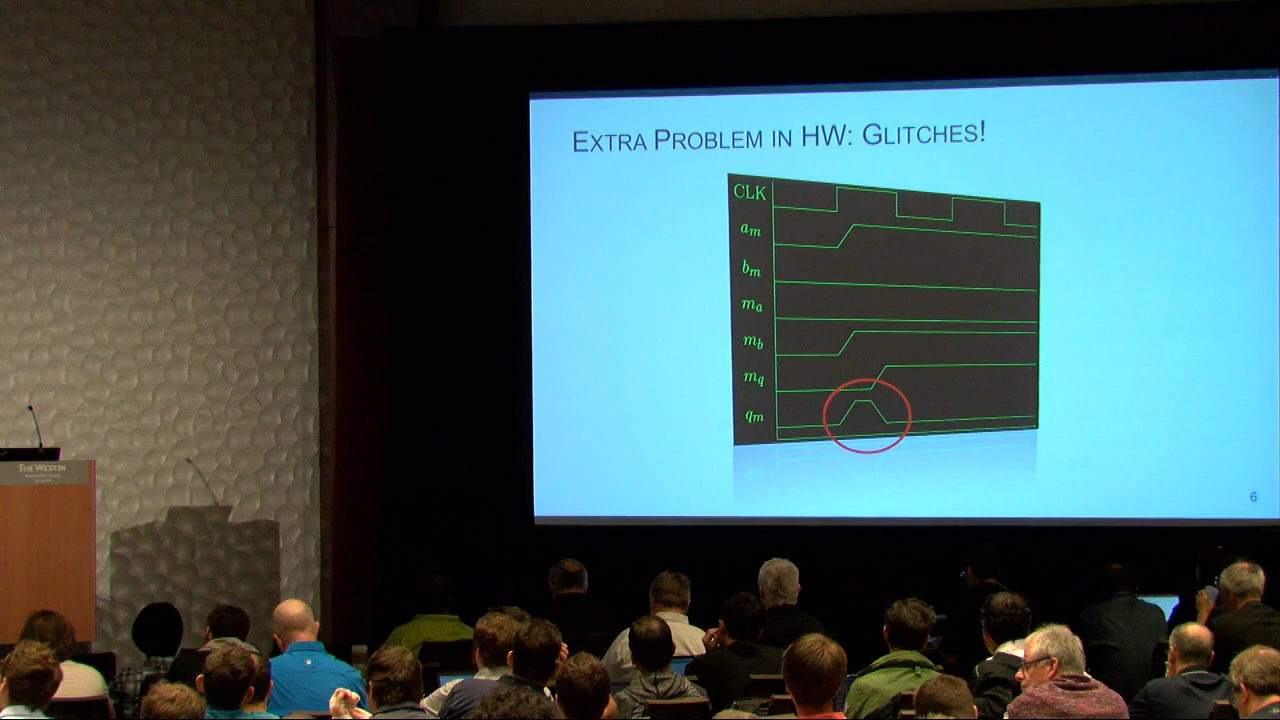 EXTRA PROBLEM IN HW: GLITCHES!
CLK
a_m
b_m
m_a
m_b
m_q
q_m
6
THE WESTIN